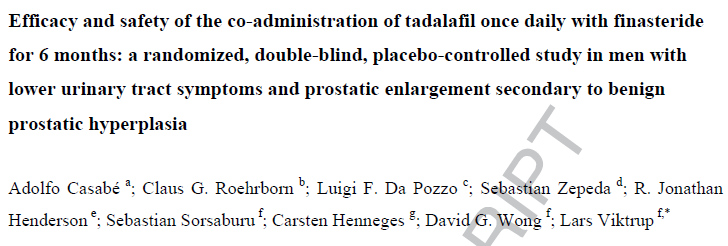 Efficacy and safety of the co-administration of tadalafil once daily with finasteride
for 6 months: a randomized, double-blind, placebo-controlled study in men with
lower urinary tract symptoms and prostatic enlargement secondary to benign
prostatic hyperplasia
Adolfo Casabé a; Claus G. Roehrborn b; Luigi F. Da Pozzo c; Sebastian Zepeda d; R. Jonathan
Henderson e; Sebastian Sorsaburu f; Carsten Henneges g; David G. Wong f; Lars Viktrup f,*
RIPT